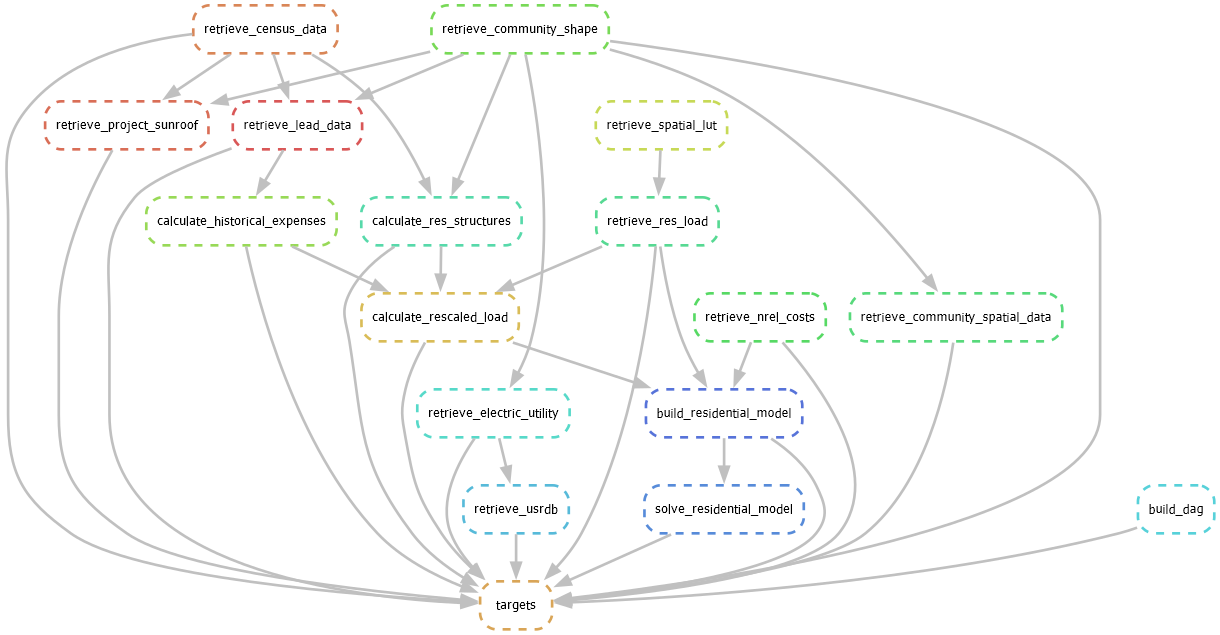 retrieve_census_data
retrieve_community_shape
retrieve_project_sunroof
retrieve_lead_data
retrieve_spatial_lut
calculate_historical_expenses
calculate_res_structures
retrieve_res_load
calculate_rescaled_load
retrieve_nrel_costs
retrieve_community_spatial_data
retrieve_electric_utility
build_residential_model
retrieve_usrdb
solve_residential_model
build_dag
targets